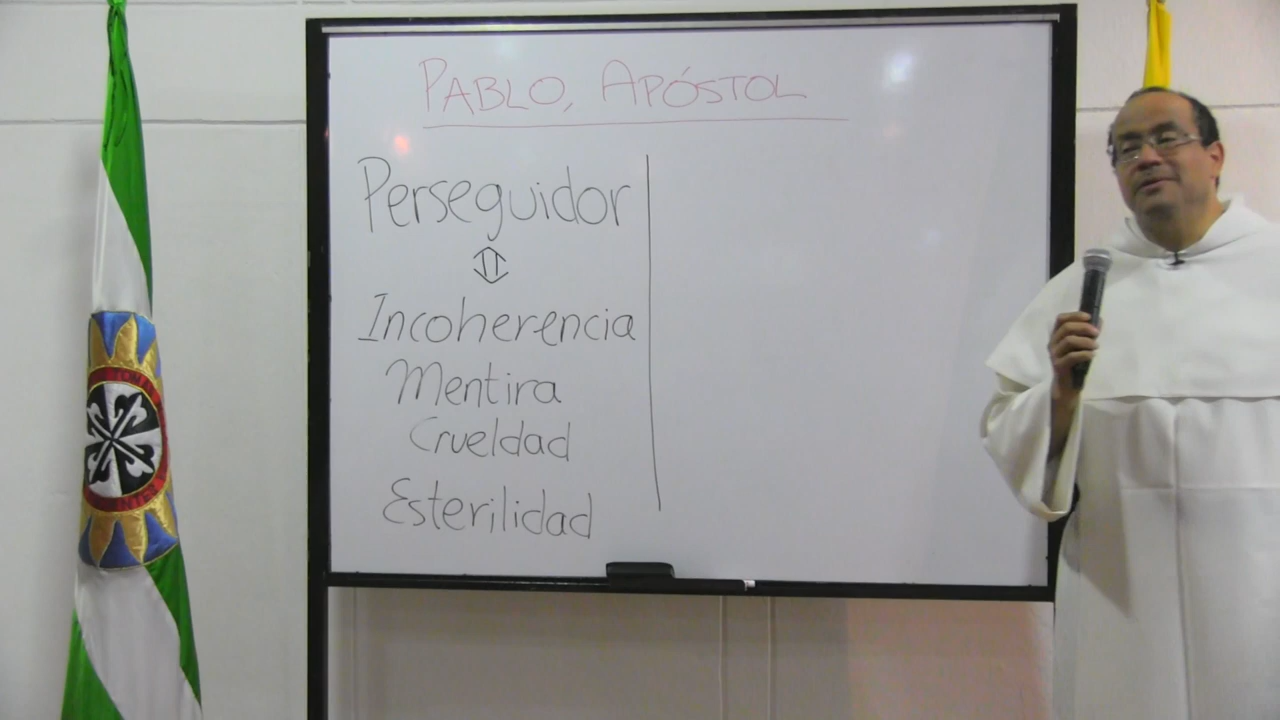 PABLO, APÓSTOL
Perseguidor
⇕
Incoherencia
Mentira
Crueldad
Esterilidad